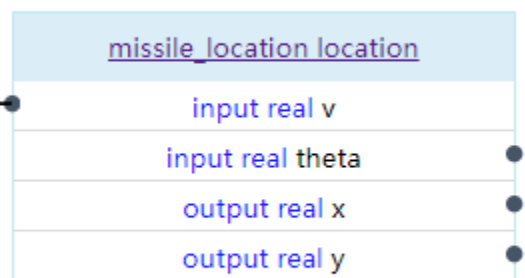 missile_location location
input real v
input real theta
output real x
output real y